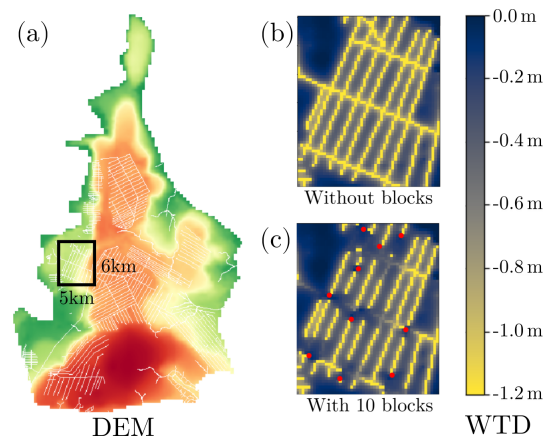 (a)
6km
5km
DEM
(b)
Without blocks
(c)
With 10 blocks
0.0 m
-0.2 m
-0.4 m
-0.6 m
-0.8 m
-1.0 m
-1.2 m
WTD